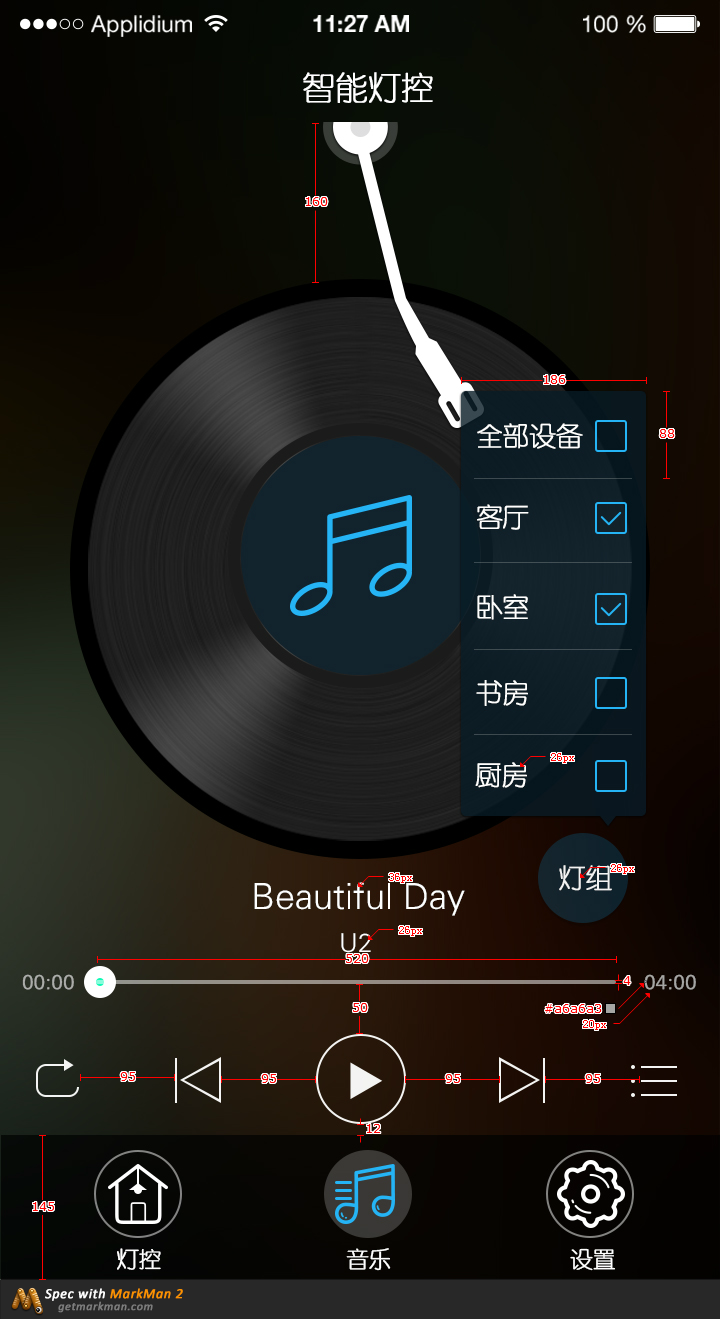 Applidium 11:27 AM 100 %
智能灯控
160
186
全部设备
88
客厅
卧室
书房
26px
厨房
灯组 26px
36px
Beautiful Day
26px
U2
520
00:00 4 04:00
50 #a6a6a3
20px
95 95 95 95
12
145
灯控 音乐 设置
Spec with MarkMan 2
getmarkman.com